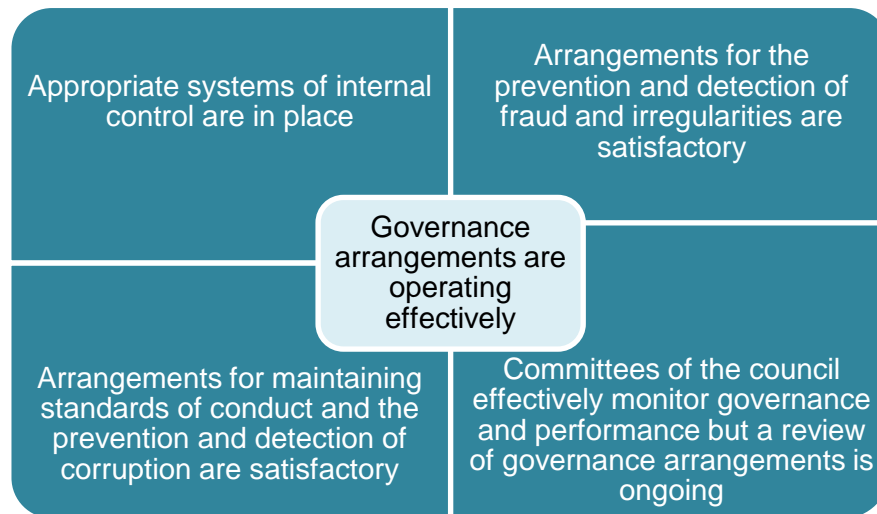 Appropriate systems of internal
control are in place
Arrangements for the
prevention and detection of
fraud and irregularities are
satisfactory
Governance
arrangements are
operating
effectively
Arrangements for maintaining
standards of conduct and the
prevention and detection of
corruption are satisfactory
Committees of the council
effectively monitor governance
and performance but a review
of governance arrangements is
ongoing